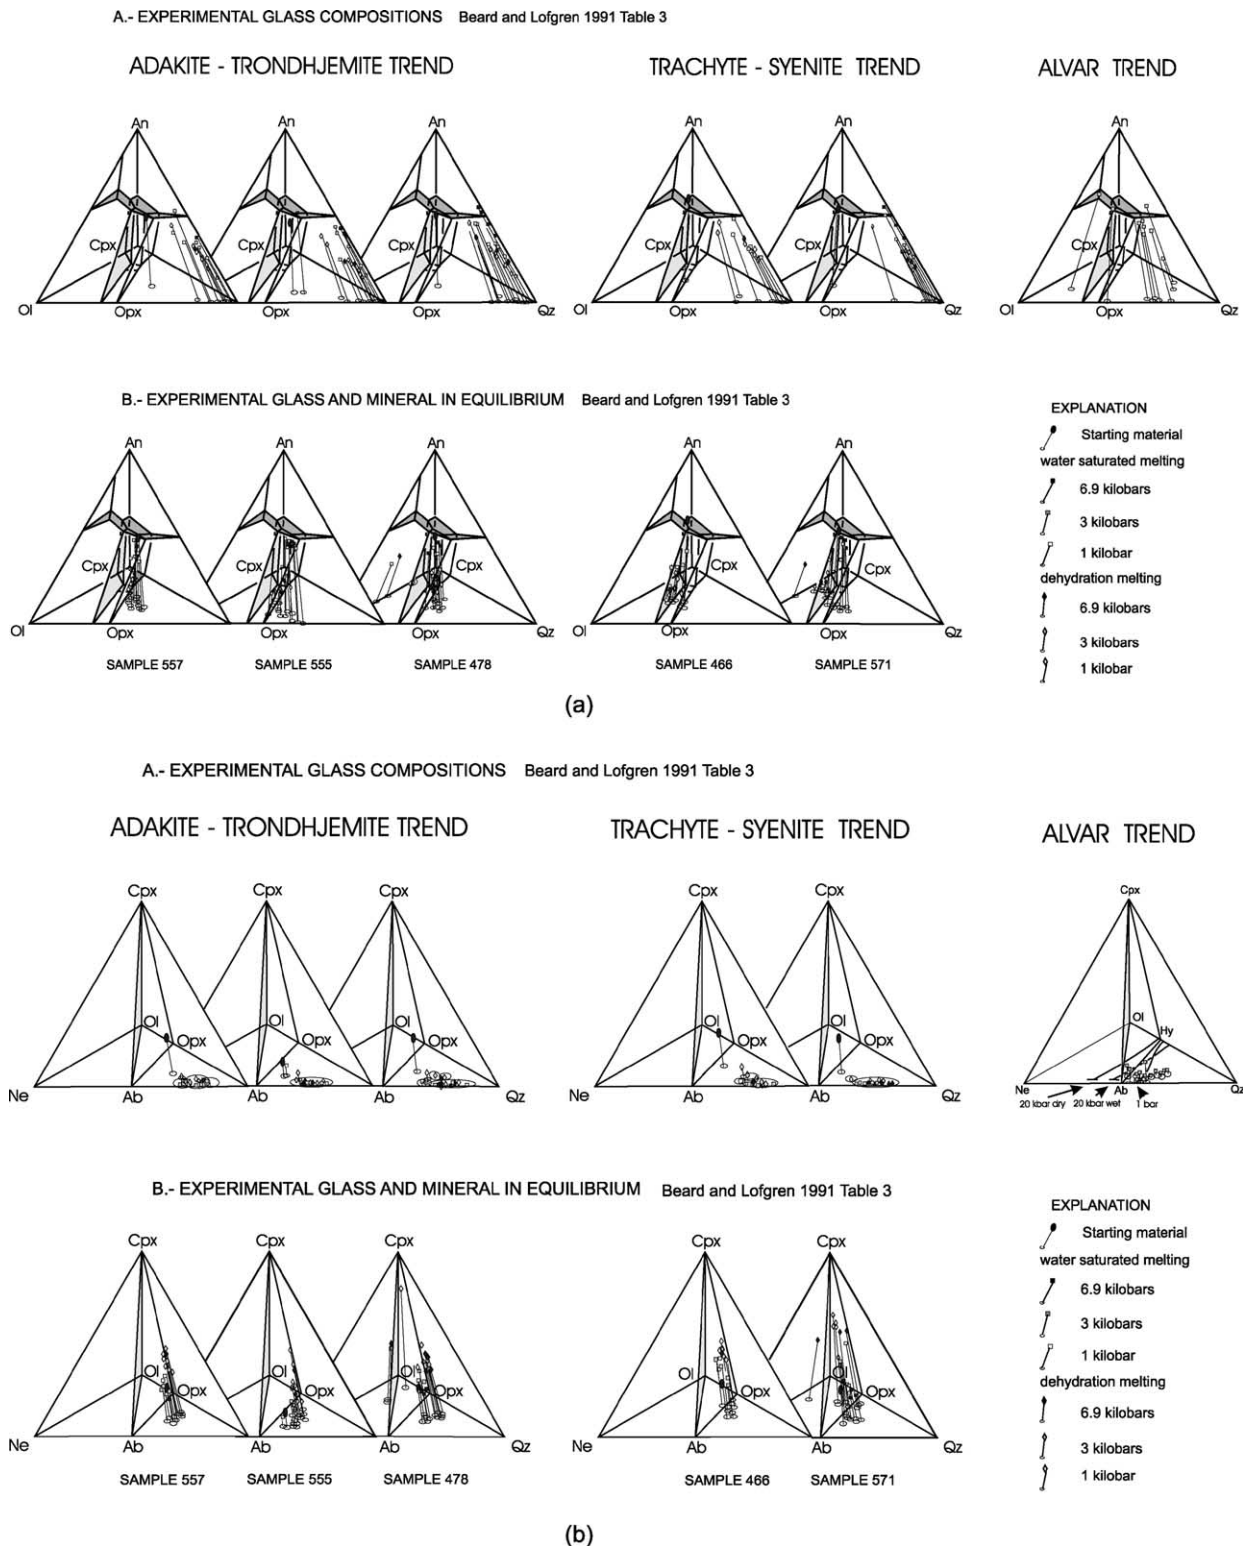 A.- EXPERIMENTAL GLASS COMPOSITIONS Beard and Lofgren 1991 Table 3
ADAKITE - TRONDHJEMITE TREND
TRACHYTE - SYENITE TREND
ALVAR TREND
An An An An An An
Cpx Cpx Cpx Cpx Cpx Cpx
Ol Opx Opx Opx Qz Ol Opx Opx Qz Ol Opx Qz
B.- EXPERIMENTAL GLASS AND MINERAL IN EQUILIBRIUM Beard and Lofgren 1991 Table 3
An An An An An
Cpx Cpx Cpx Cpx Cpx
Ol Opx Opx Opx Qz Ol Opx Opx Qz
SAMPLE 557 SAMPLE 555 SAMPLE 478 SAMPLE 466 SAMPLE 571
EXPLANATION
Starting material
water saturated melting
6.9 kilobars
3 kilobars
1 kilobar
dehydration melting
6.9 kilobars
3 kilobars
1 kilobar
(a)
A.- EXPERIMENTAL GLASS COMPOSITIONS Beard and Lofgren 1991 Table 3
ADAKITE - TRONDHJEMITE TREND
TRACHYTE - SYENITE TREND
ALVAR TREND
Cpx Cpx Cpx Cpx Cpx Cpx
Ol Opx Ol Opx Ol Opx Ol Opx Ol Opx Ol Hy
Ne Ab Ab Ab Qz Ne Ab Ab Qz Ne Ab Qz
20 kbar dry 20 kbar wet 1 bar
B.- EXPERIMENTAL GLASS AND MINERAL IN EQUILIBRIUM Beard and Lofgren 1991 Table 3
Cpx Cpx Cpx Cpx Cpx
Ol Opx Ol Opx Ol Opx Ol Opx Ol Opx
Ne Ab Ab Ab Qz Ne Ab Ab Qz
SAMPLE 557 SAMPLE 555 SAMPLE 478 SAMPLE 466 SAMPLE 571
EXPLANATION
Starting material
water saturated melting
6.9 kilobars
3 kilobars
1 kilobar
dehydration melting
6.9 kilobars
3 kilobars
1 kilobar
(b)